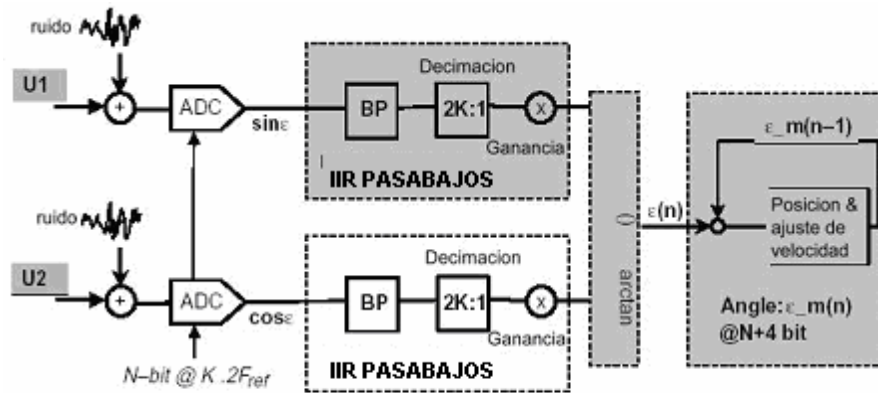 ruido
U1
+
ADC
sinε
Decimacion
BP
2K:1
x
Ganancia
IIR PASABAJOS
ruido
U2
+
ADC
cosε
N–bit @ K .2Fref
Decimacion
BP
2K:1
x
Ganancia
IIR PASABAJOS
()
arctan
ε(n)
ε_m(n–1)
Posicion &
ajuste de
velocidad
Angle:ε_m(n)
@N+4 bit